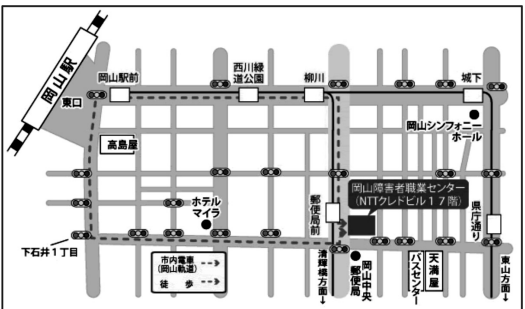 岡山駅
東口
岡山駅前
西川緑
道公園
柳川
城下
岡山シンフォニー
ホール
高島屋
ホテル
マイラ
郵便局前
岡山障害者職業センター
(NTTクレドビル17階)
県庁通り
下石井1丁目
市内電車
(岡山軌道)
徒歩
清輝橋方面→
岡山中央
郵便局
天満屋
バスセンター
東山方面→